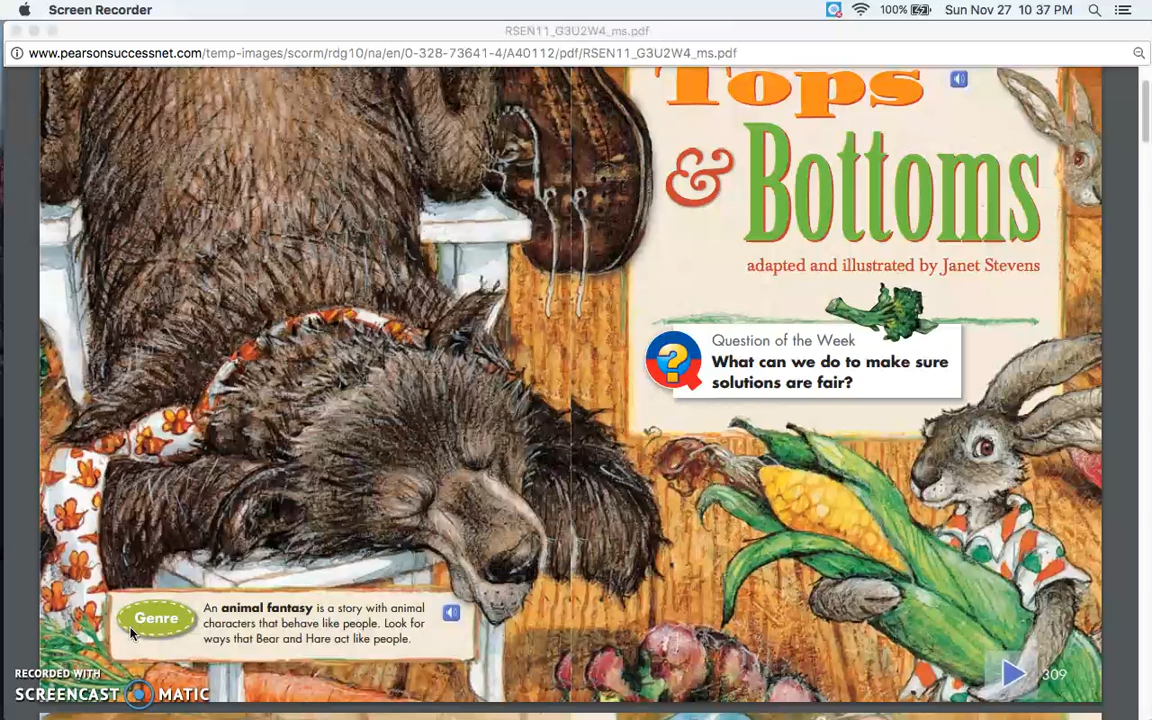 Screen Recorder
100%
Sun Nov 27 10:37 PM
RSEN11_G3U2W4_ms.pdf
www.pearsonsuccessnet.com/temp-images/scorm/rdg10/na/en/0-328-73641-4/A40112/pdf/RSEN11_G3U2W4_ms.pdf
Tops
& Bottoms
adapted and illustrated by Janet Stevens
Question of the Week
What can we do to make sure
solutions are fair?
Genre
An animal fantasy is a story with animal
characters that behave like people. Look for
ways that Bear and Hare act like people.
RECORDED WITH
SCREENCAST MATIC
309